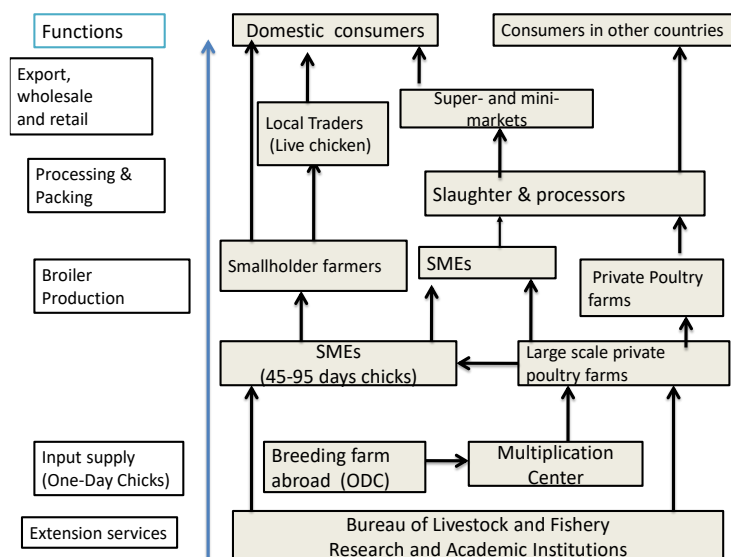 Functions
Domestic consumers
Consumers in other countries
Export,
wholesale
and retail
Super- and mini-
markets
Local Traders
(Live chicken)
Processing &
Packing
Slaughter & processors
Broiler
Production
Smallholder farmers
SMEs
Private Poultry
farms
SMEs
(45-95 days chicks)
Large scale private
poultry farms
Input supply
(One-Day Chicks)
Breeding farm
abroad (ODC)
Multiplication
Center
Extension services
Bureau of Livestock and Fishery
Research and Academic Institutions